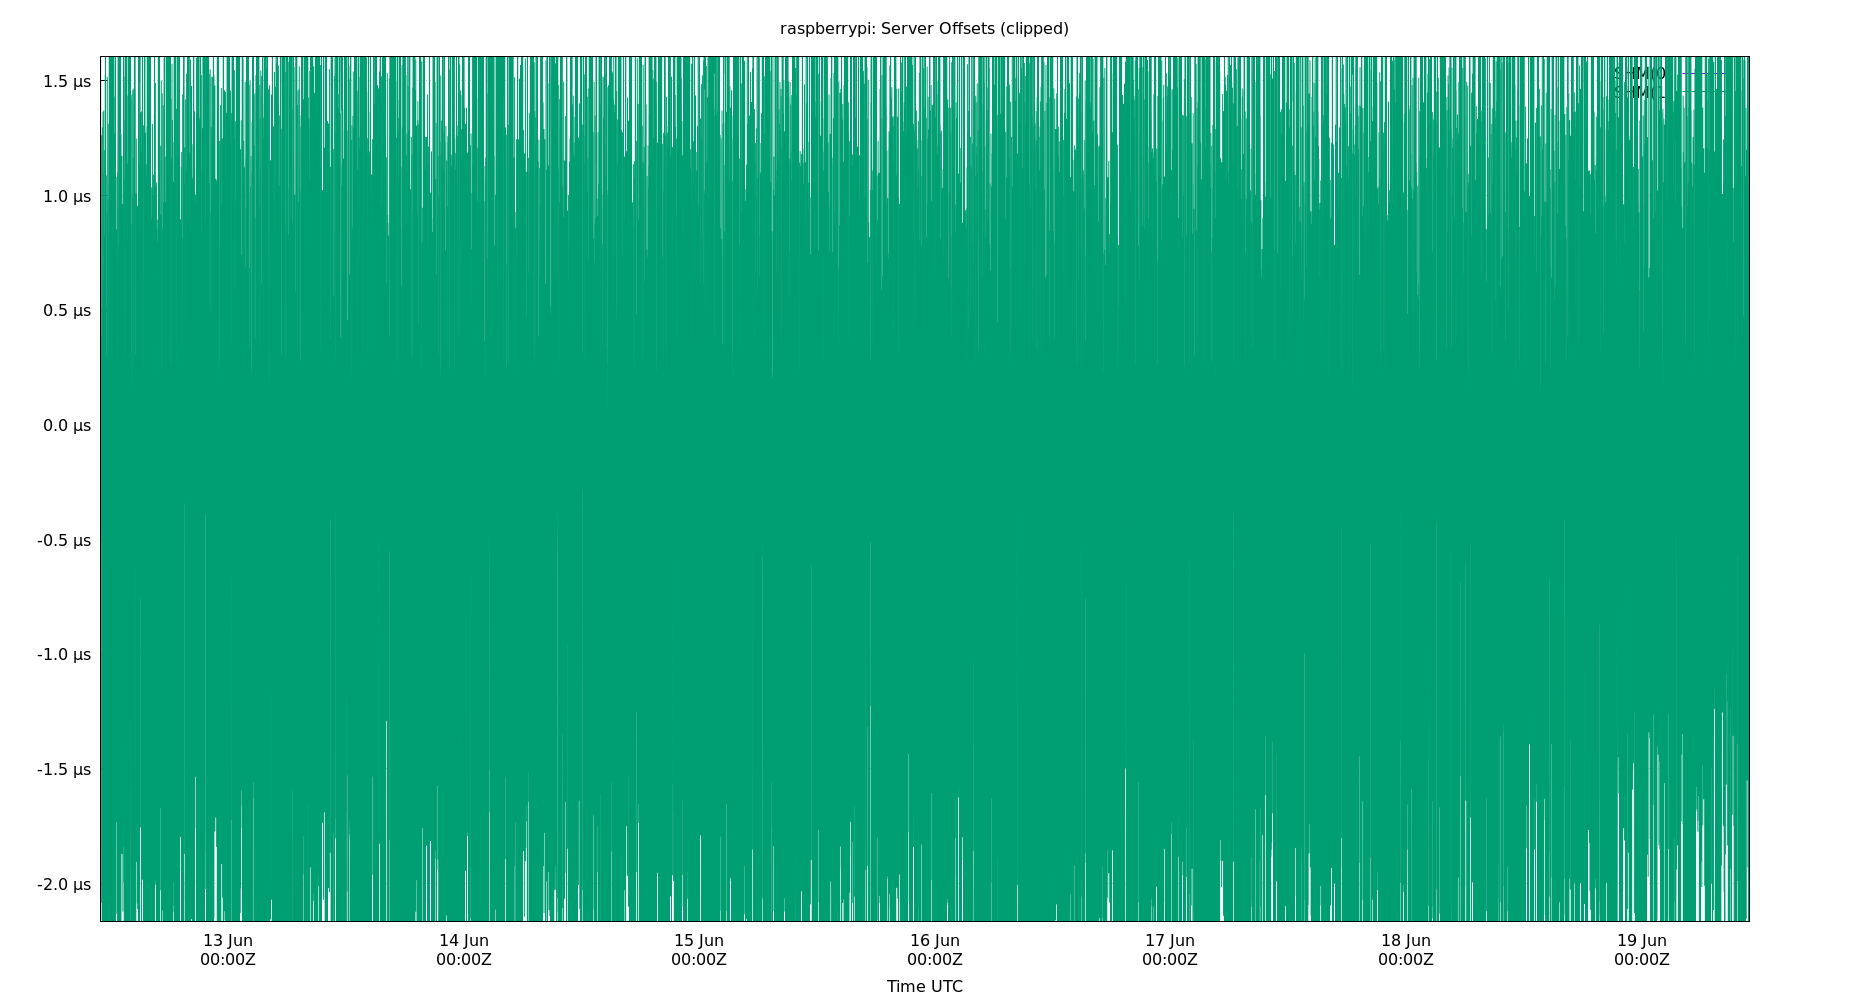 raspberrypi: Server Offsets (clipped)
1.5 µs
1.0 µs
0.5 µs
0.0 µs
-0.5 µs
-1.0 µs
-1.5 µs
-2.0 µs
13 Jun
00:00Z
14 Jun
00:00Z
15 Jun
00:00Z
16 Jun
00:00Z
17 Jun
00:00Z
18 Jun
00:00Z
19 Jun
00:00Z
Time UTC